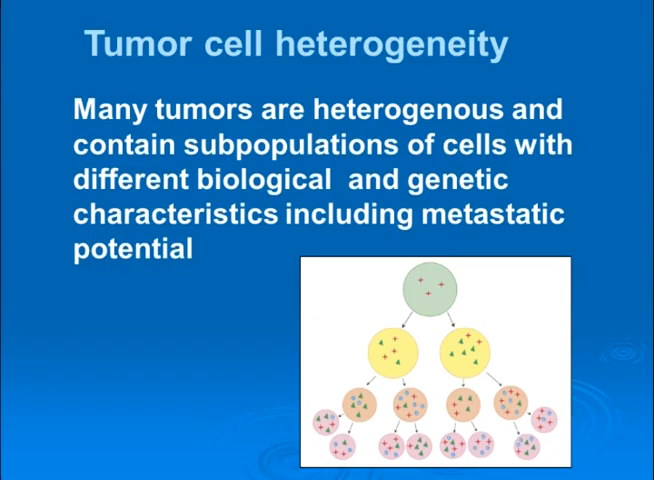 Tumor cell heterogeneity
Many tumors are heterogenous and
contain subpopulations of cells with
different biological and genetic
characteristics including metastatic
potential